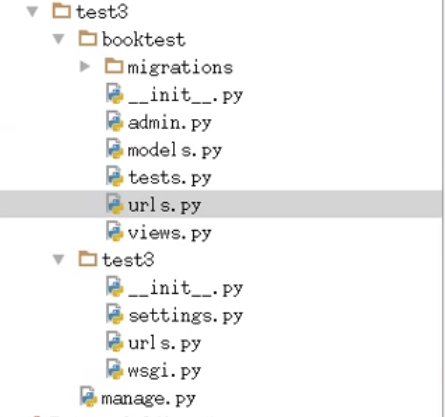 test3
booktest
migrations
__init__.py
admin.py
models.py
tests.py
urls.py
views.py
test3
__init__.py
settings.py
urls.py
wsgi.py
manage.py